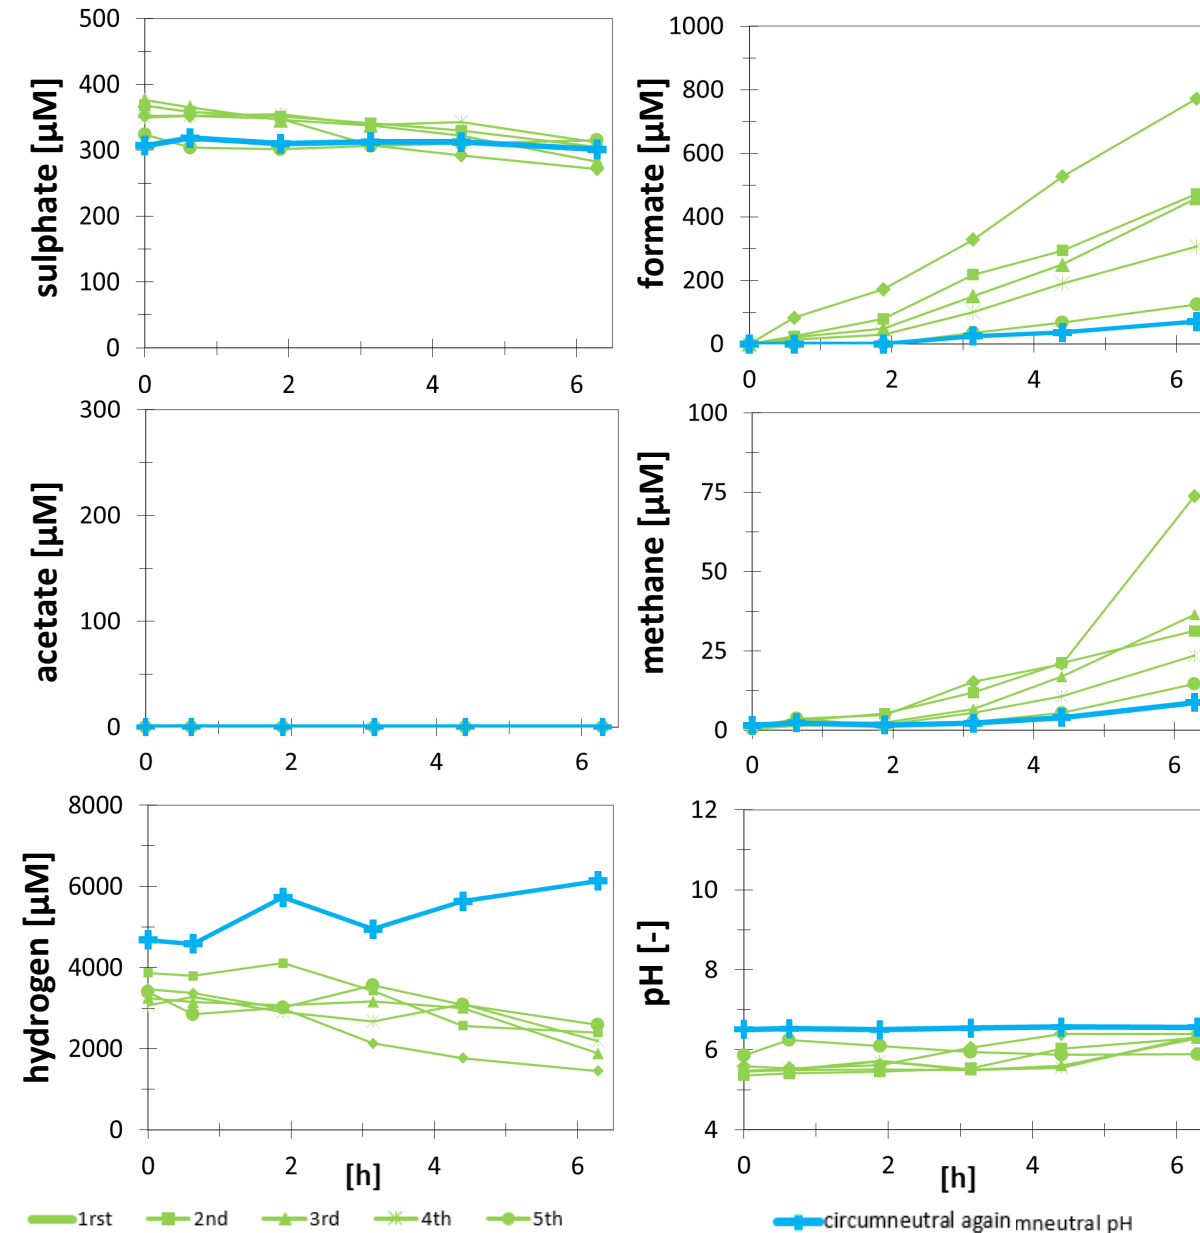 500
400
300
200
100
0
sulphate [µM]
0 2 4 6
1000
800
600
400
200
0
formate [µM]
0 2 4 6
300
200
100
0
acetate [µM]
0 2 4 6
100
75
50
25
0
methane [µM]
0 2 4 6
8000
6000
4000
2000
0
hydrogen [µM]
0 2 4 6
[h]
12
10
8
6
4
pH [-]
0 2 4 6
[h]
1rst 2nd 3rd 4th 5th
circumneutral again mneutral pH